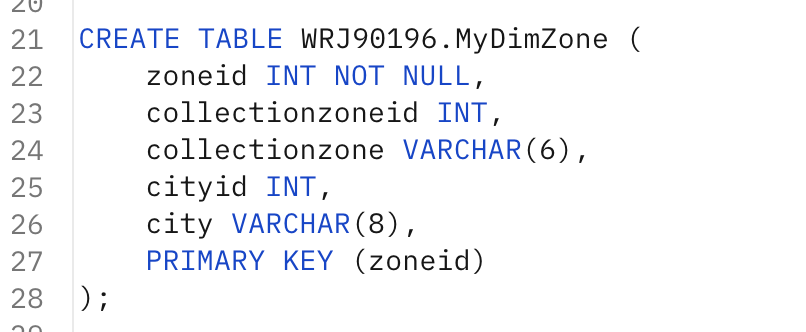 20
21 CREATE TABLE WRJ90196.MyDimZone (
22 zoneid INT NOT NULL,
23 collectionzoneid INT,
24 collectionzone VARCHAR(6),
25 cityid INT,
26 city VARCHAR(8),
27 PRIMARY KEY (zoneid)
28 );
29